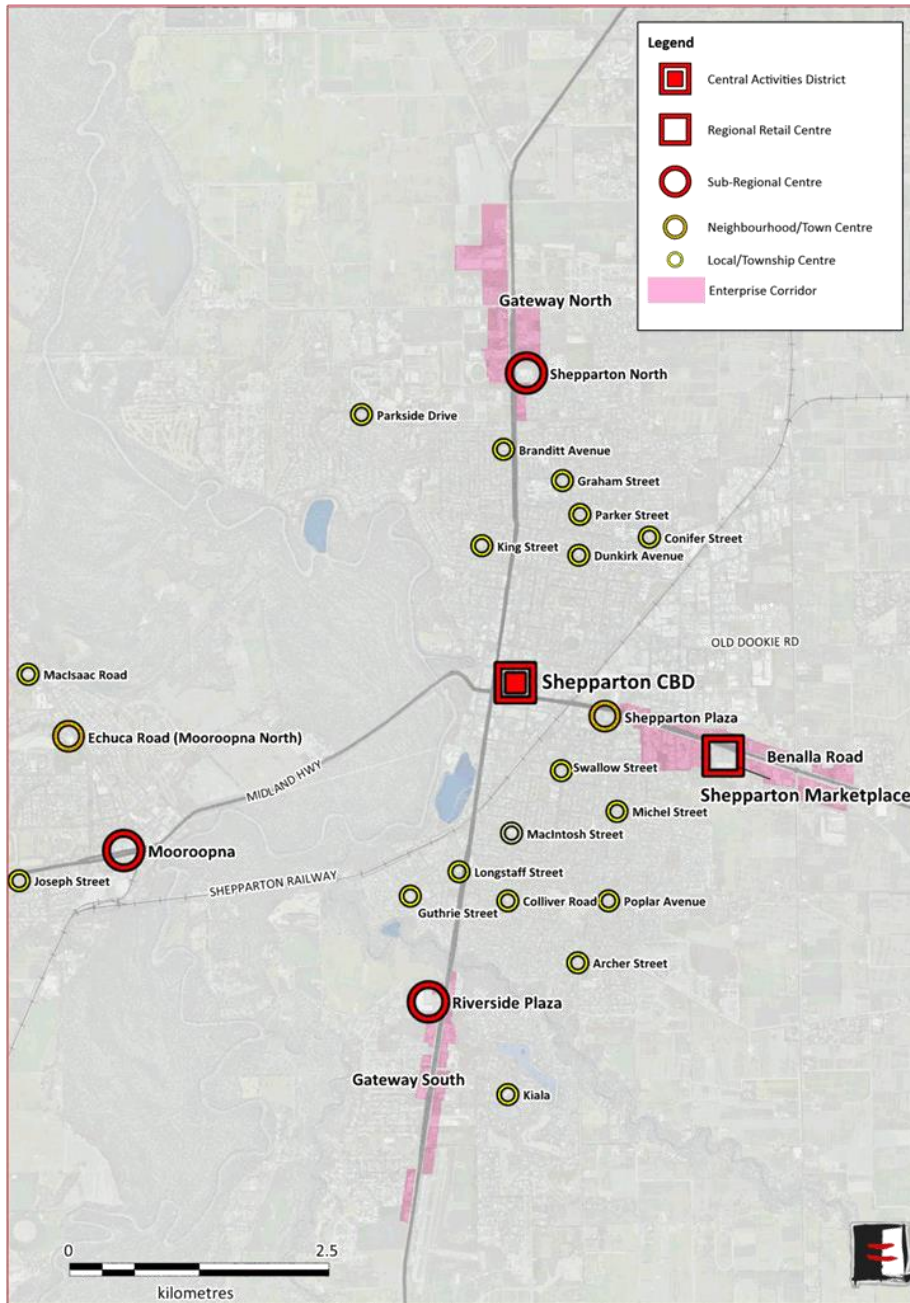 Legend
Central Activities District
Regional Retail Centre
Sub-Regional Centre
Neighbourhood/Town Centre
Local/Township Centre
Enterprise Corridor
Gateway North
Shepparton North
Parkside Drive
Branditt Avenue
Graham Street
Parker Street
Conifer Street
King Street
Dunkirk Avenue
OLD DOOKIE RD
MacIsaac Road
Shepparton CBD
Shepparton Plaza
Echuca Road (Mooroopna North)
Benalla Road
MIDLAND HWY
Swallow Street
Shepparton Marketplace
Michel Street
MacIntosh Street
Mooroopna
Longstaff Street
Joseph Street
SHEPPARTON RAILWAY
Guthrie Street
Colliver Road
Poplar Avenue
Archer Street
Riverside Plaza
Gateway South
Kiala
0 2.5
kilometres